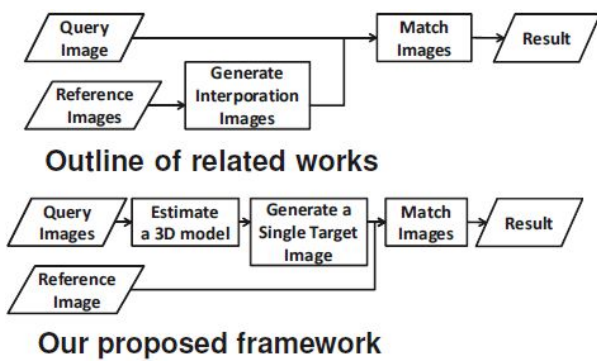 Query
Image
Match
Images
Result
Reference
Images
Generate
Interporation
Images
Outline of related works
Query
Images
Estimate
a 3D model
Generate a
Single Target
Image
Match
Images
Result
Reference
Image
Our proposed framework